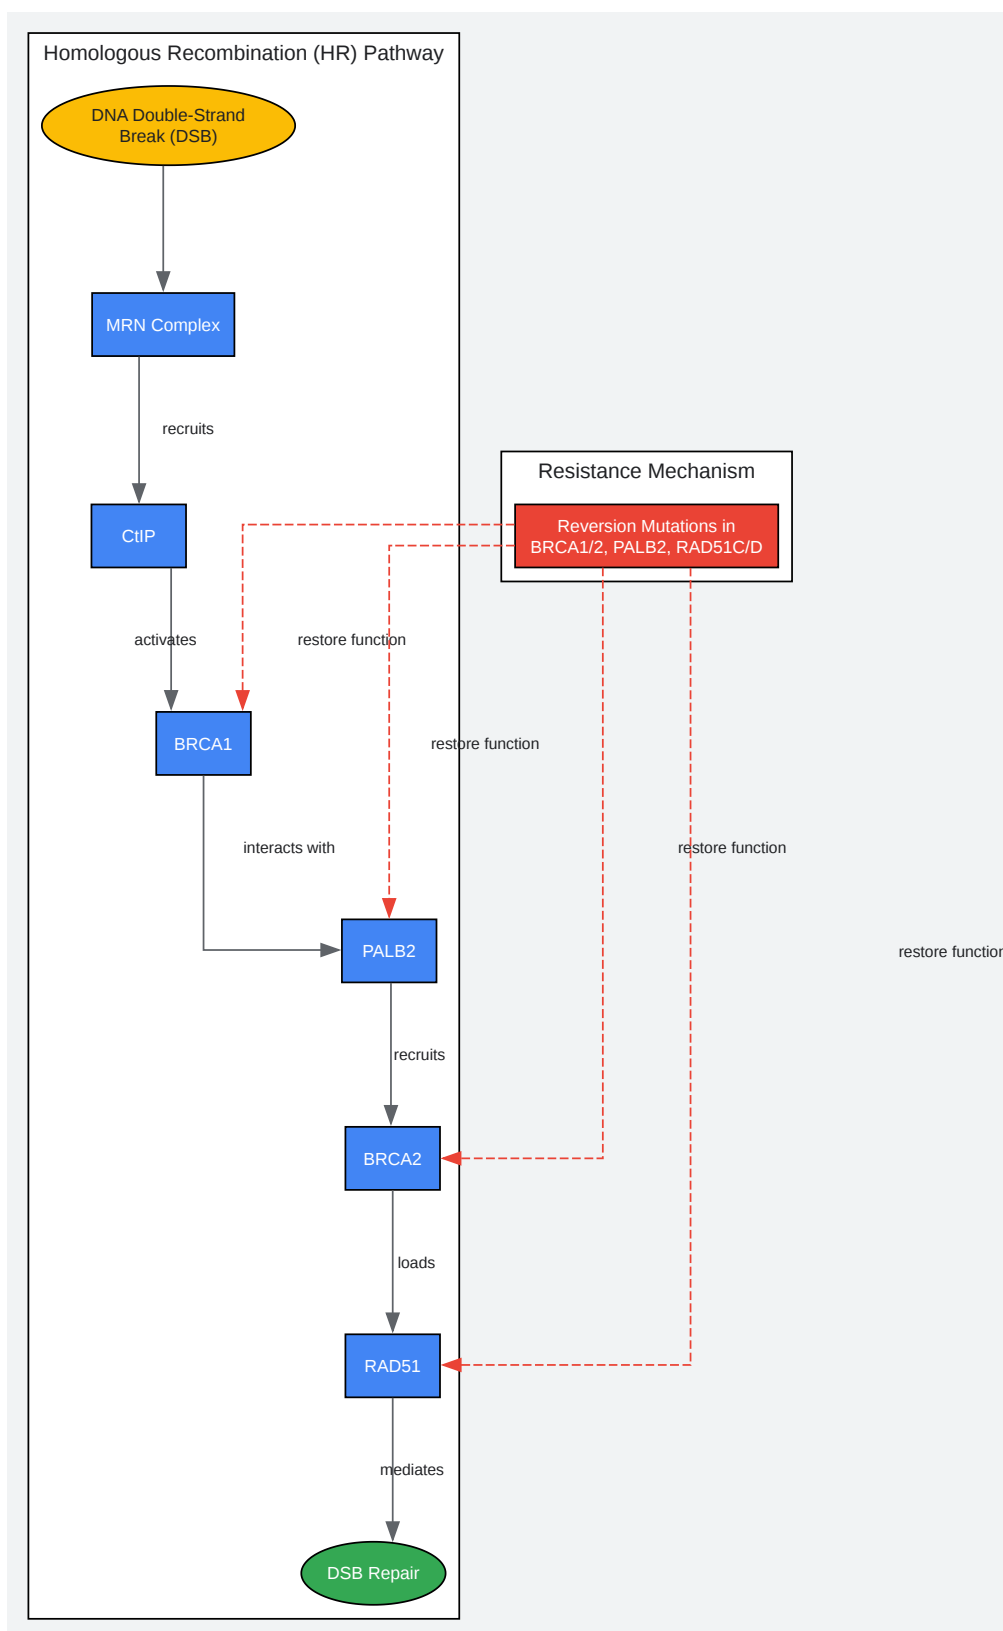 Homologous Recombination (HR) Pathway
DNA Double-Strand
Break (DSB)
MRN Complex
recruits
Resistance Mechanism
Reversion Mutations in
BRCA1/2, PALB2, RAD51C/D
CtIP
activates
restore function
BRCA1
restore function
interacts with
restore function
PALB2
restore function
recruits
BRCA2
loads
RAD51
mediates
DSB Repair